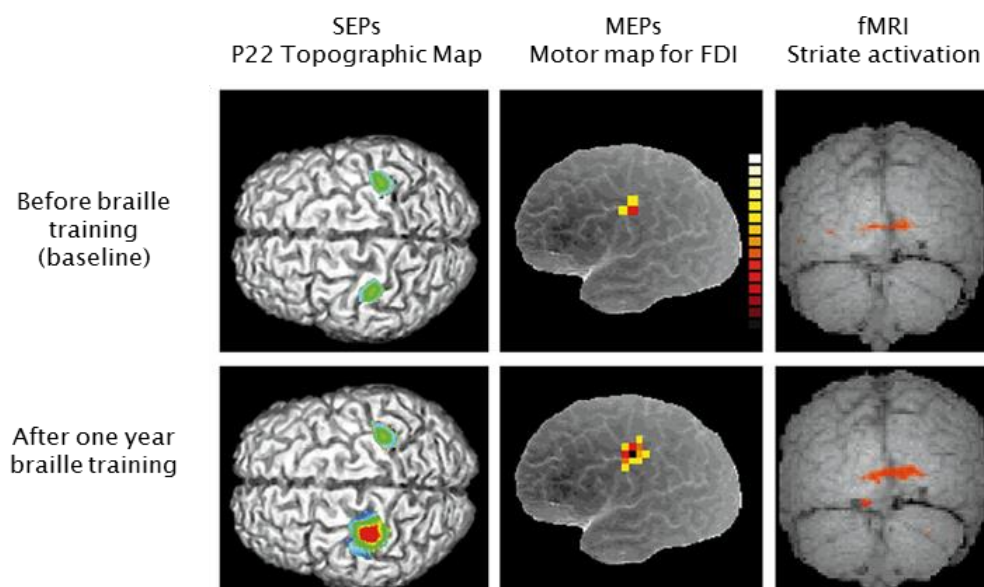 SEPs
P22 Topographic Map
MEPs
Motor map for FDI
fMRI
Striate activation
Before braille
training
(baseline)
After one year
braille training